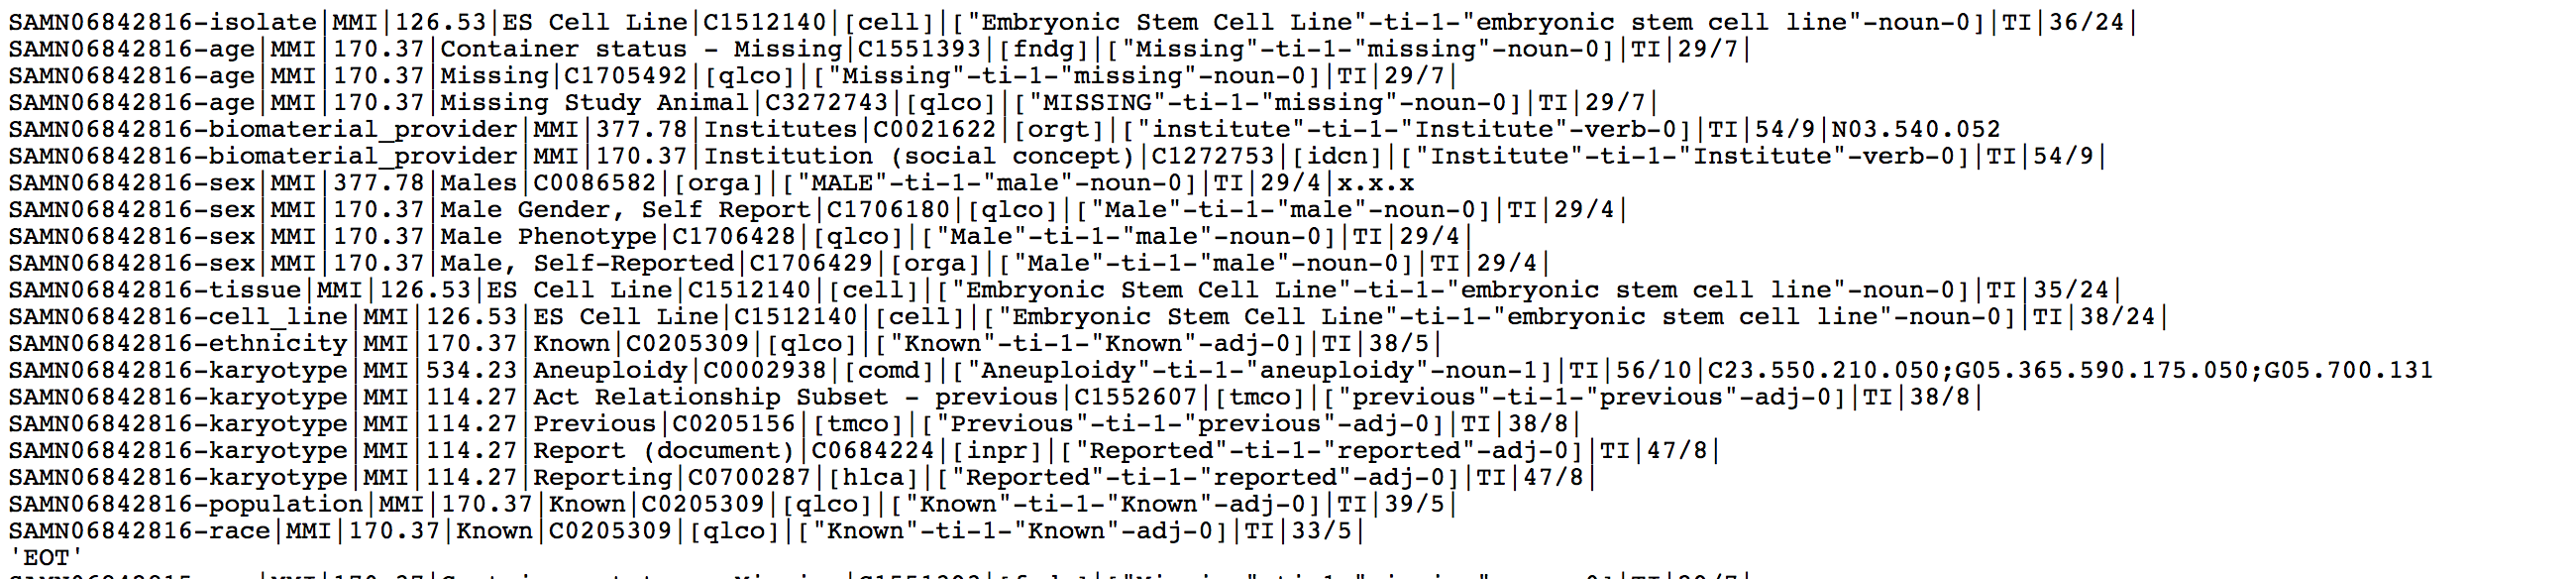 SAMN06842816-isolate|MMI|126.53|ES Cell Line|C1512140|[cell]|["Embryonic Stem Cell Line"-ti-1-"embryonic stem cell line"-noun-0]|TI|36/24|
SAMN06842816-age|MMI|170.37|Container status - Missing|C1551393|[fndg]|["Missing"-ti-1-"missing"-noun-0]|TI|29/7|
SAMN06842816-age|MMI|170.37|Missing|C1705492|[qlco]|["Missing"-ti-1-"missing"-noun-0]|TI|29/7|
SAMN06842816-age|MMI|170.37|Missing Study Animal|C3272743|[qlco]|["MISSING"-ti-1-"missing"-noun-0]|TI|29/7|
SAMN06842816-biomaterial_provider|MMI|377.78|Institutes|C0021622|[orgt]|["institute"-ti-1-"Institute"-verb-0]|TI|54/9|N03.540.052
SAMN06842816-biomaterial_provider|MMI|170.37|Institution (social concept)|C1272753|[idcn]|["Institute"-ti-1-"Institute"-verb-0]|TI|54/9|
SAMN06842816-sex|MMI|377.78|Males|C0086582|[orga]|["MALE"-ti-1-"male"-noun-0]|TI|29/4|x.x.x
SAMN06842816-sex|MMI|170.37|Male Gender, Self Report|C1706180|[qlco]|["Male"-ti-1-"male"-noun-0]|TI|29/4|
SAMN06842816-sex|MMI|170.37|Male Phenotype|C1706428|[qlco]|["Male"-ti-1-"male"-noun-0]|TI|29/4|
SAMN06842816-sex|MMI|170.37|Male, Self-Reported|C1706429|[orga]|["Male"-ti-1-"male"-noun-0]|TI|29/4|
SAMN06842816-tissue|MMI|126.53|ES Cell Line|C1512140|[cell]|["Embryonic Stem Cell Line"-ti-1-"embryonic stem cell line"-noun-0]|TI|35/24|
SAMN06842816-cell_line|MMI|126.53|ES Cell Line|C1512140|[cell]|["Embryonic Stem Cell Line"-ti-1-"embryonic stem cell line"-noun-0]|TI|38/24|
SAMN06842816-ethnicity|MMI|170.37|Known|C0205309|[qlco]|["Known"-ti-1-"Known"-adj-0]|TI|38/5|
SAMN06842816-karyotype|MMI|534.23|Aneuploidy|C0002938|[comd]|["Aneuploidy"-ti-1-"aneuploidy"-noun-1]|TI|56/10|C23.550.210.050;G05.365.590.175.050;G05.700.131
SAMN06842816-karyotype|MMI|114.27|Act Relationship Subset - previous|C1552607|[tmco]|["previous"-ti-1-"previous"-adj-0]|TI|38/8|
SAMN06842816-karyotype|MMI|114.27|Previous|C0205156|[tmco]|["Previous"-ti-1-"previous"-adj-0]|TI|38/8|
SAMN06842816-karyotype|MMI|114.27|Report (document)|C0684224|[inpr]|["Reported"-ti-1-"reported"-adj-0]|TI|47/8|
SAMN06842816-karyotype|MMI|114.27|Reporting|C0700287|[hlca]|["Reported"-ti-1-"reported"-adj-0]|TI|47/8|
SAMN06842816-population|MMI|170.37|Known|C0205309|[qlco]|["Known"-ti-1-"Known"-adj-0]|TI|39/5|
SAMN06842816-race|MMI|170.37|Known|C0205309|[qlco]|["Known"-ti-1-"Known"-adj-0]|TI|33/5|
'EOT'